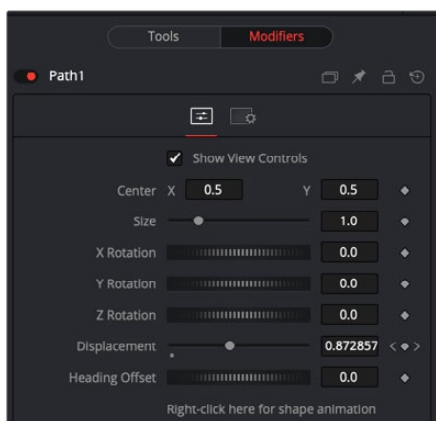 Tools Modifiers
Path1
Show View Controls
Center X 0.5 Y 0.5
Size 1.0
X Rotation 0.0
Y Rotation 0.0
Z Rotation 0.0
Displacement 0.872857
Heading Offset 0.0
Right-click here for shape animation